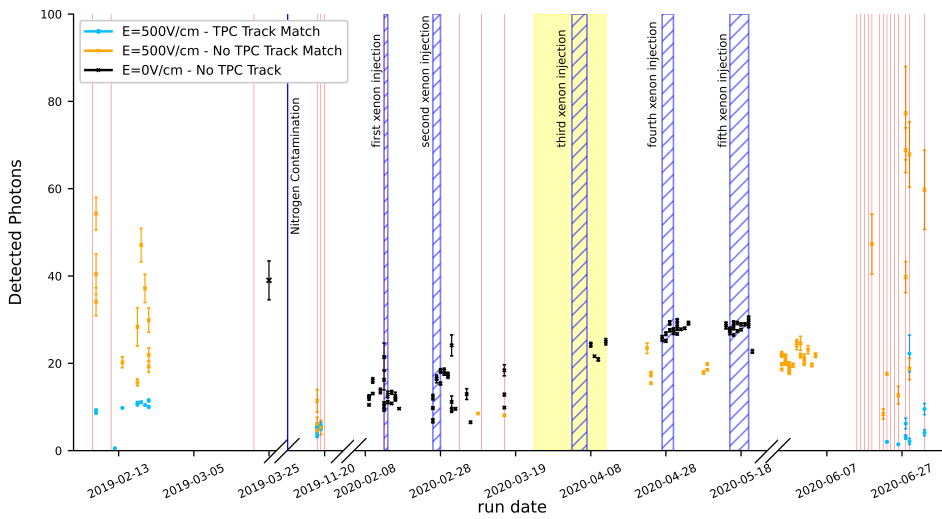 100
80
60
40
20
0
Detected Photons
E=500V/cm - TPC Track Match
E=500V/cm - No TPC Track Match
E=0V/cm - No TPC Track
Nitrogen Contamination
first xenon injection
second xenon injection
third xenon injection
fourth xenon injection
fifth xenon injection
2019-02-13
2019-03-05
2019-03-25
2019-11-20
2020-02-08
2020-02-28
2020-03-19
2020-04-08
2020-04-28
2020-05-18
2020-06-07
2020-06-27
run date